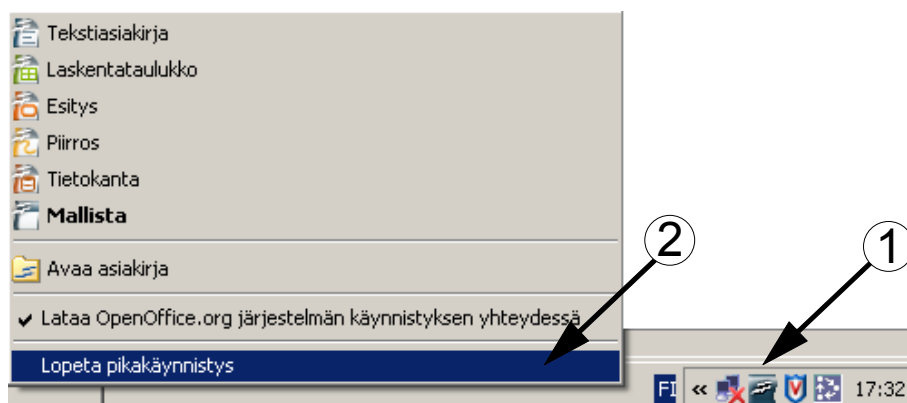 Tekstiasiakirja
Laskentataulukko
Esitys
Piirros
Tietokanta
Mallista
Avaa asiakirja
Lataa OpenOffice.org järjestelmän käynnistyksen yhteydessä
Lopeta pikakäynnistys
2
1
FI « 17:32